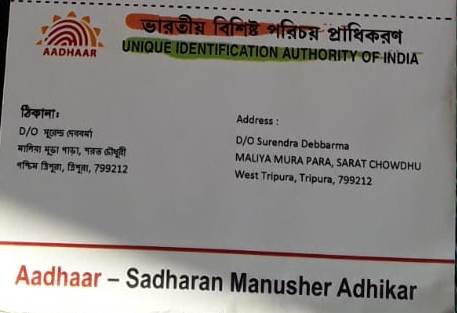 AADHAAR
ভারতীয় বিশিষ্ট পরিচয় প্রাধিকরণ
UNIQUE IDENTIFICATION AUTHORITY OF INDIA
ঠিকানা:
D/O সুরেন্দ্র দেববর্মা
মালিয়া মুড়া পাড়া, শরত চৌধুরী
পশ্চিম ত্রিপুরা, ত্রিপুরা, 799212
Address :
D/O Surendra Debbarma
MALIYA MURA PARA, SARAT CHOWDHU
West Tripura, Tripura, 799212
Aadhaar – Sadharan Manusher Adhikar